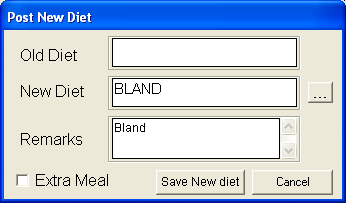 Post New Diet
Old Diet
New Diet BLAND ...
Remarks Bland
Extra Meal Save New diet Cancel